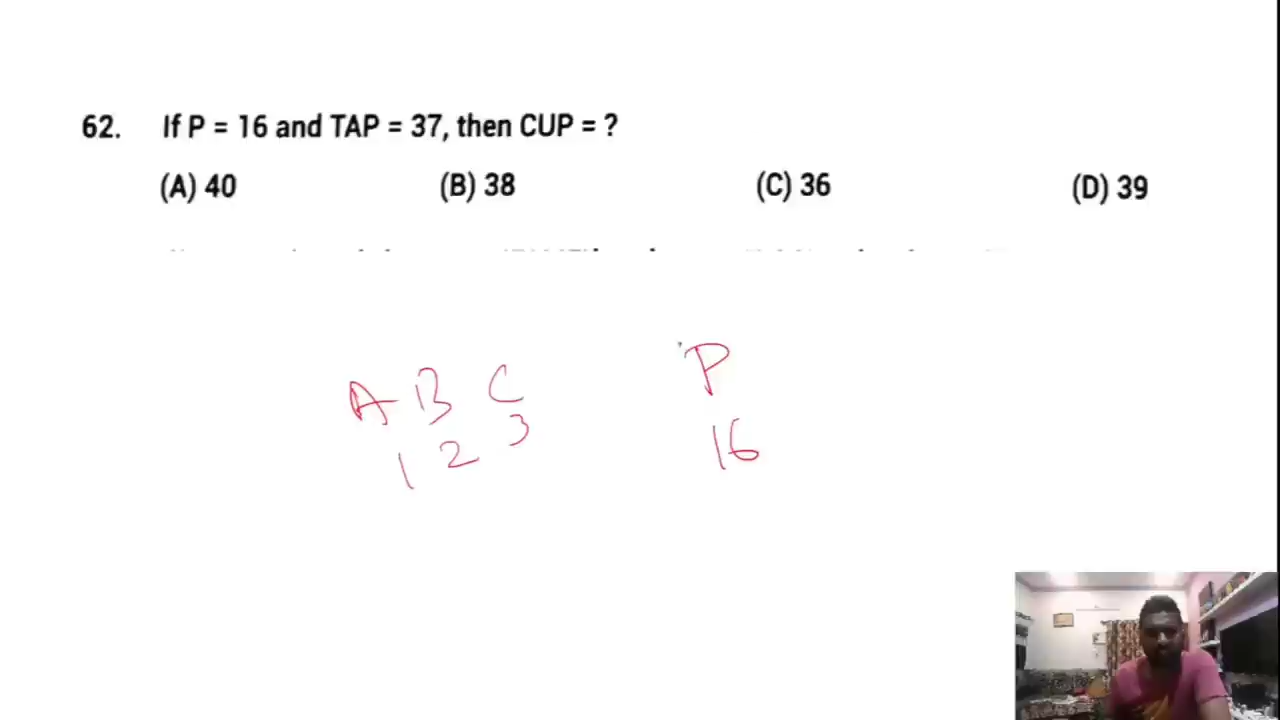 62. If P = 16 and TAP = 37, then CUP = ?
(A) 40 (B) 38 (C) 36 (D) 39
A B C P
1 2 3 16